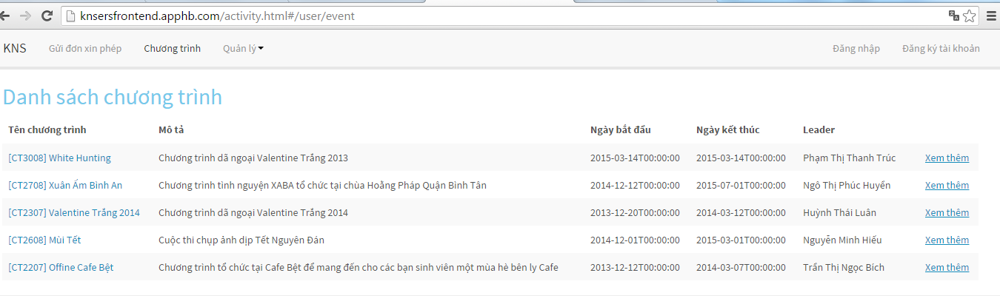 knsersfrontend.apphb.com/activity.html#/user/event
KNS Gửi đơn xin phép Chương trình Quản lý Đăng nhập Đăng ký tài khoản
Danh sách chương trình
Tên chương trình Mô tả Ngày bắt đầu Ngày kết thúc Leader
[CT3008] White Hunting Chương trình dã ngoại Valentine Trắng 2013 2015-03-14T00:00:00 2015-03-14T00:00:00 Phạm Thị Thanh Trúc Xem thêm
[CT2708] Xuân Ấm Bình An Chương trình tình nguyện XABA tổ chức tại chùa Hoằng Pháp Quận Bình Tân 2014-12-12T00:00:00 2015-07-01T00:00:00 Ngô Thị Phúc Huyền Xem thêm
[CT2307] Valentine Trắng 2014 Chương trình dã ngoại Valentine Trắng 2014 2013-12-20T00:00:00 2014-03-12T00:00:00 Huỳnh Thái Luân Xem thêm
[CT2608] Mùi Tết Cuộc thi chụp ảnh dịp Tết Nguyên Đán 2014-12-01T00:00:00 2015-03-01T00:00:00 Nguyễn Minh Hiếu Xem thêm
[CT2207] Offine Cafe Bệt Chương trình tổ chức tại Cafe Bệt để mang đến cho các bạn sinh viên một mùa hè bên ly Cafe 2013-12-12T00:00:00 2014-03-07T00:00:00 Trần Thị Ngọc Bích Xem thêm